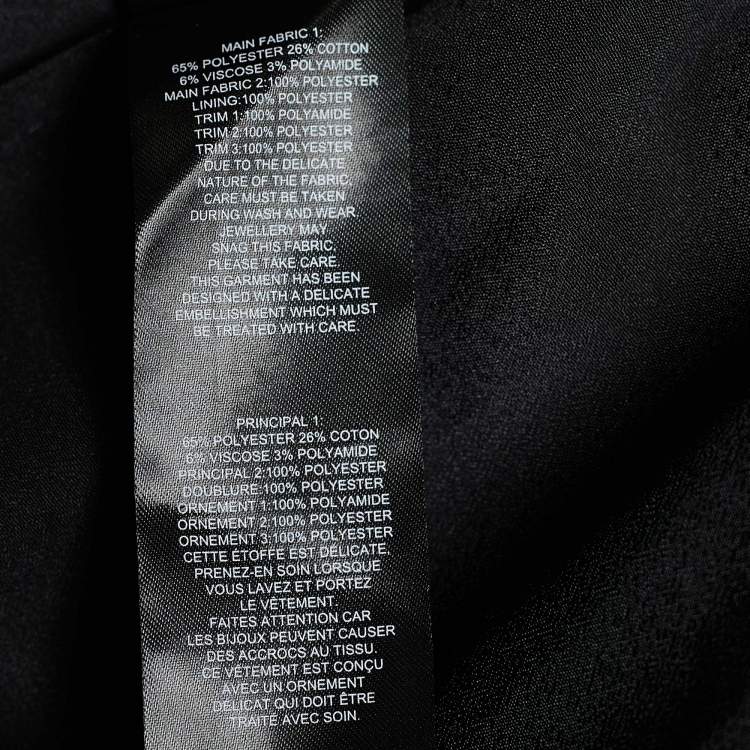 MAIN FABRIC 1:
65% POLYESTER 26% COTTON
6% VISCOSE 3% POLYAMIDE
MAIN FABRIC 2:100% POLYESTER
LINING:100% POLYESTER
TRIM 1:100% POLYAMIDE
TRIM 2:100% POLYESTER
TRIM 3:100% POLYESTER
DUE TO THE DELICATE
NATURE OF THE FABRIC,
CARE MUST BE TAKEN
DURING WASH AND WEAR.
JEWELLERY MAY
SNAG THIS FABRIC,
PLEASE TAKE CARE.
THIS GARMENT HAS BEEN
DESIGNED WITH A DELICATE
EMBELLISHMENT WHICH MUST
BE TREATED WITH CARE.
PRINCIPAL 1:
65% POLYESTER 26% COTON
6% VISCOSE 3% POLYAMIDE
PRINCIPAL 2:100% POLYESTER
DOUBLURE:100% POLYESTER
ORNEMENT 1:100% POLYAMIDE
ORNEMENT 2:100% POLYESTER
ORNEMENT 3:100% POLYESTER
CETTE ÉTOFFE EST DÉLICATE,
PRENEZ-EN SOIN LORSQUE
VOUS LAVEZ ET PORTEZ
LE VÊTEMENT.
FAITES ATTENTION CAR
LES BIJOUX PEUVENT CAUSER
DES ACCROCS AU TISSU.
CE VÊTEMENT EST CONÇU
AVEC UN ORNEMENT
DÉLICAT QUI DOIT ÊTRE
TRAITÉ AVEC SOIN.